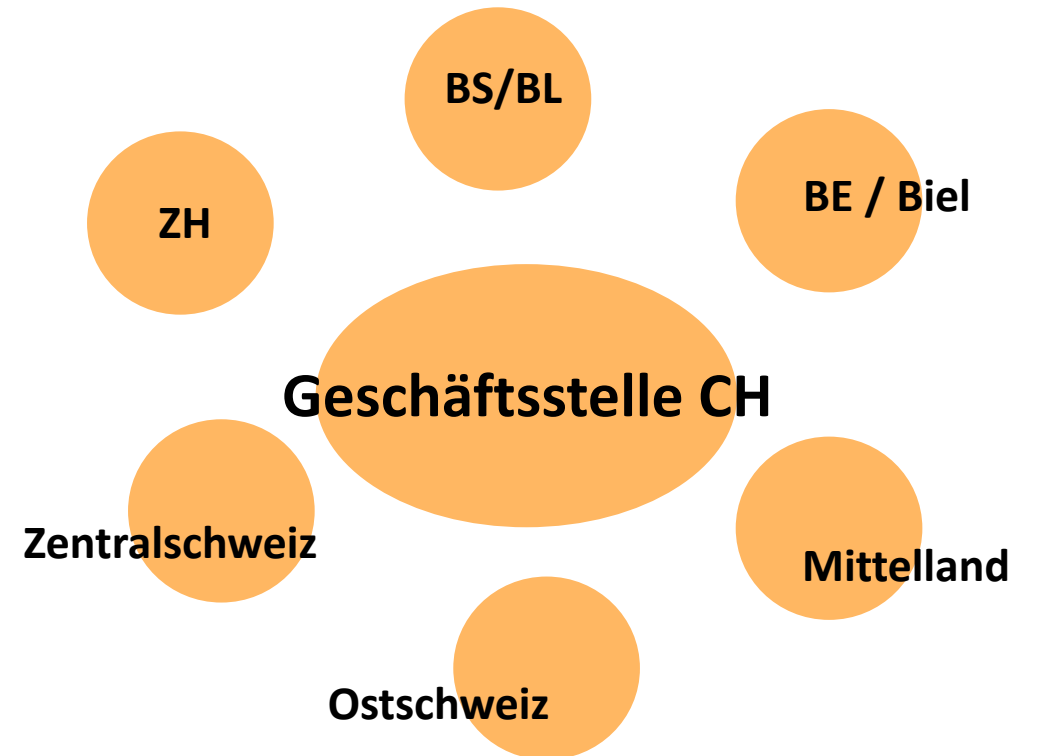 BS/BL
BE / Biel
ZH
Geschäftsstelle CH
Zentralschweiz
Mittelland
Ostschweiz